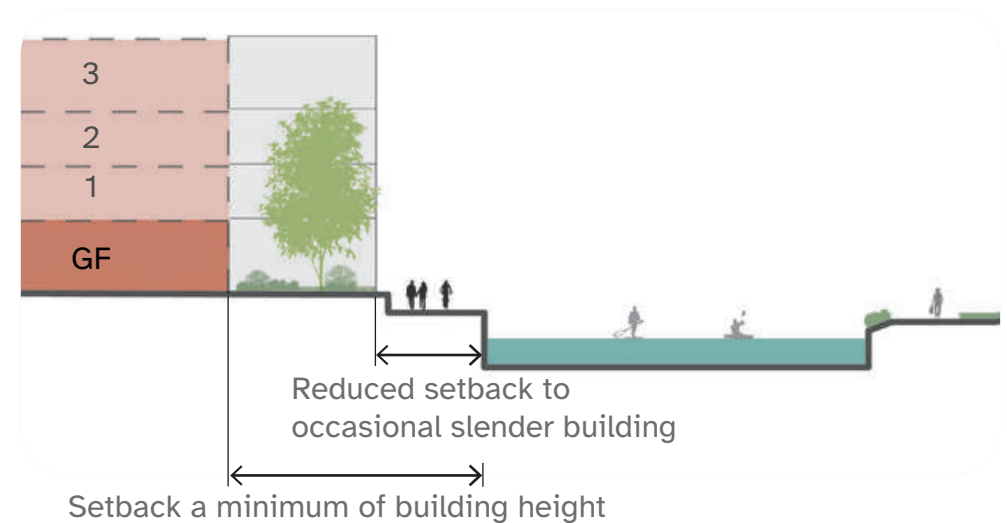 3
2
1
GF
Reduced setback to
occasional slender building
Setback a minimum of building height